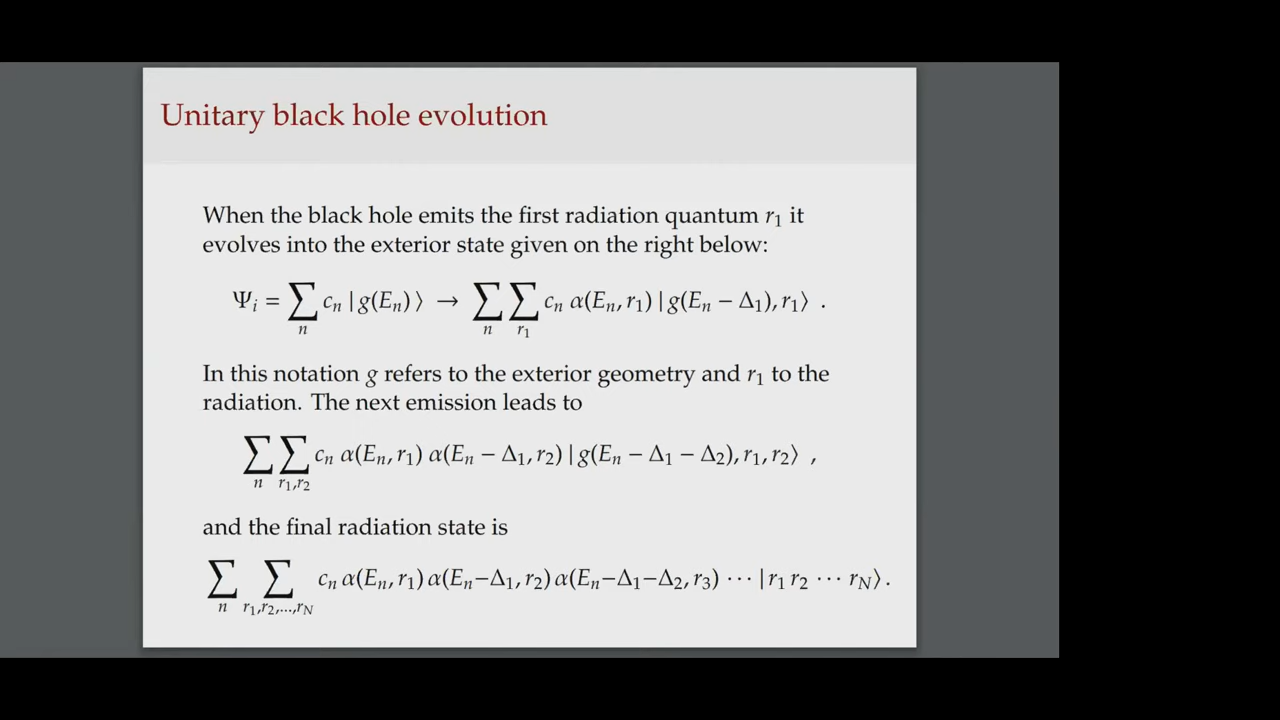 Unitary black hole evolution
When the black hole emits the first radiation quantum r₁ it
evolves into the exterior state given on the right below:
Ψᵢ = ∑ₙ cₙ | g(Eₙ) ⟩ → ∑ₙ ∑_{r₁} cₙ α(Eₙ, r₁) | g(Eₙ − Δ₁), r₁⟩ .
In this notation g refers to the exterior geometry and r₁ to the
radiation. The next emission leads to
∑ₙ ∑_{r₁,r₂} cₙ α(Eₙ, r₁) α(Eₙ − Δ₁, r₂) | g(Eₙ − Δ₁ − Δ₂), r₁, r₂⟩ ,
and the final radiation state is
∑ₙ ∑_{r₁,r₂,...,r_N} cₙ α(Eₙ, r₁) α(Eₙ−Δ₁, r₂) α(Eₙ−Δ₁−Δ₂, r₃) ⋯ | r₁ r₂ ⋯ r_N⟩ .